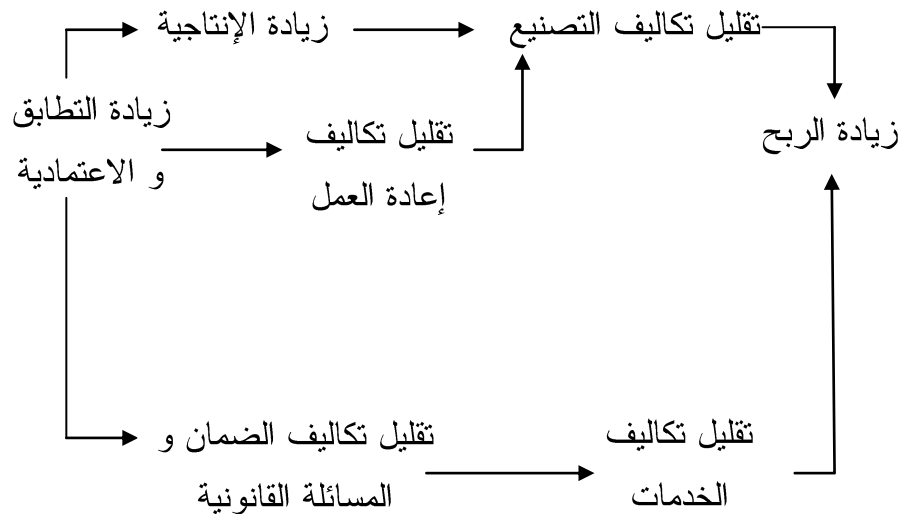 زيادة الإنتاجية
تقليل تكاليف التصنيع
زيادة التطابق
و الاعتمادية
تقليل تكاليف
إعادة العمل
زيادة الربح
تقليل تكاليف الضمان و
المسائلة القانونية
تقليل تكاليف
الخدمات